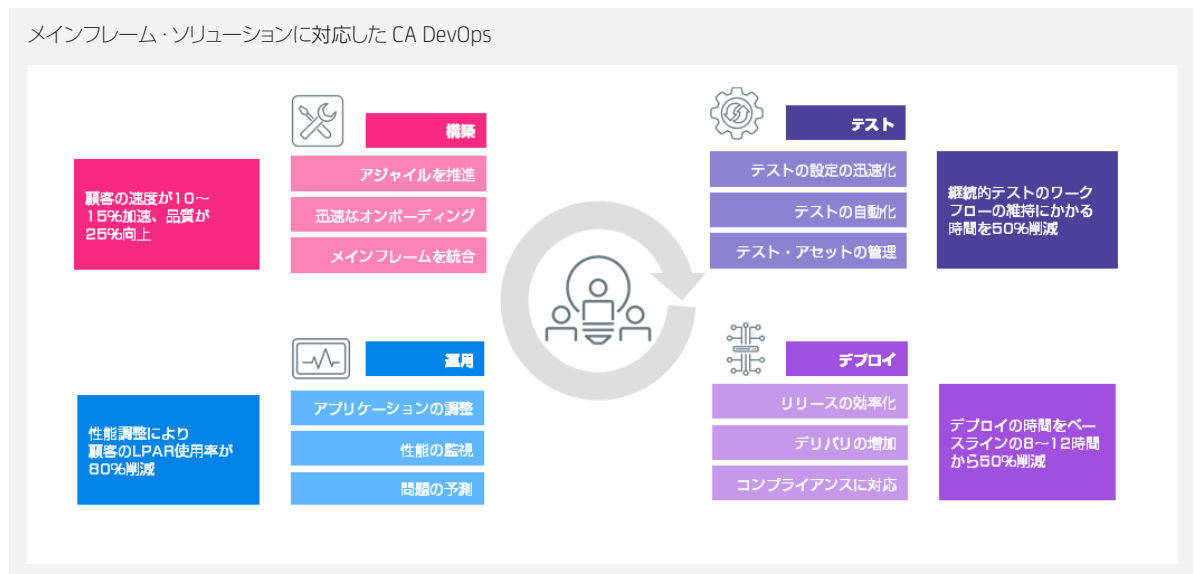 メインフレーム・ソリューションに対応した CA DevOps
構築
アジャイルを推進
迅速なオンボーディング
メインフレームを統合
顧客の速度が10～
15%加速、品質が
25%向上
テスト
テストの設定の迅速化
テストの自動化
テスト・アセットの管理
継続的テストのワーク
フローの維持にかかる
時間を50%削減
運用
アプリケーションの調整
性能の監視
問題の予測
性能調整により
顧客のLPAR使用率が
80%削減
デプロイ
リリースの効率化
デリバリの増加
コンプライアンスに対応
デプロイの時間をベー
スラインの8～12時間
から50%削減